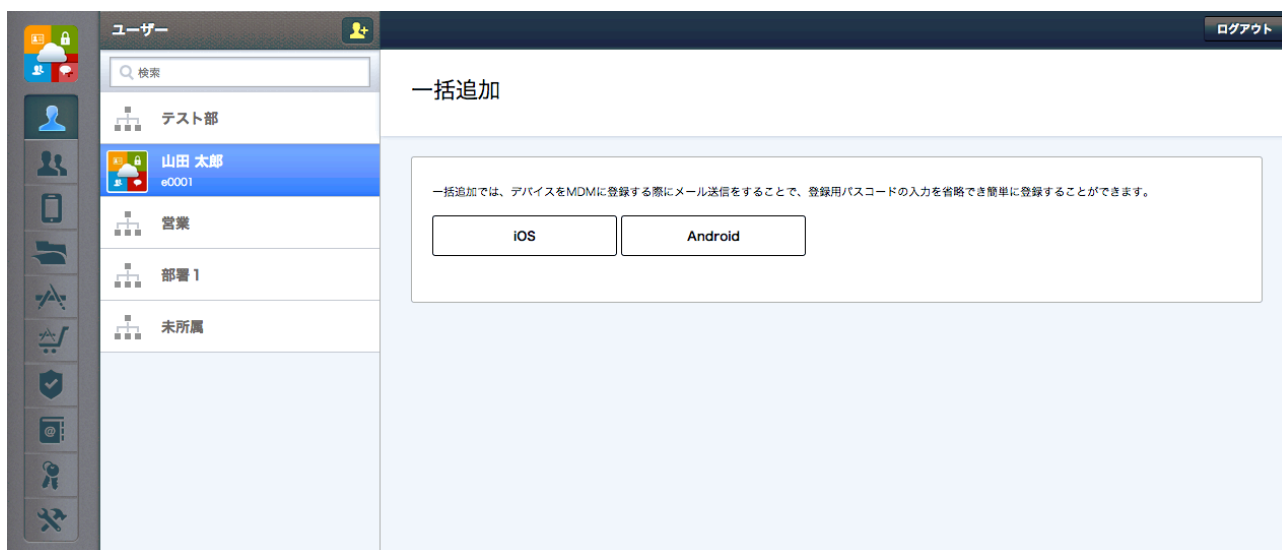 ユーザー
ログアウト
検索
一括追加
テスト部
山田 太郎
e0001
営業
部署1
未所属
一括追加では、デバイスをMDMに登録する際にメール送信をすることで、登録用パスコードの入力を省略でき簡単に登録することができます。
iOS
Android